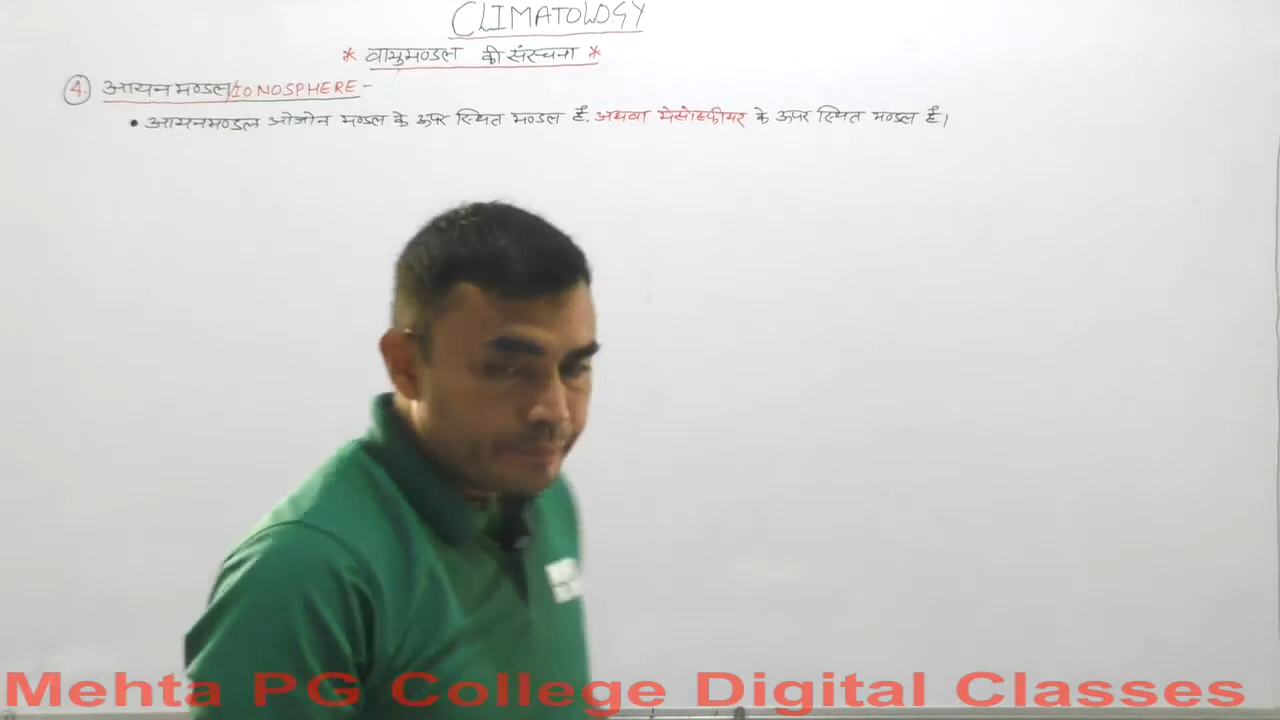 CLIMATOLOGY
* वायुमण्डल की संरचना *
4. आयन मण्डल/IONOSPHERE -
• आयनमण्डल ओजोन मण्डल के ऊपर स्थित मण्डल है, अथवा मेसोस्फीयर के ऊपर स्थित मण्डल है।
Mehta PG College Digital Classes